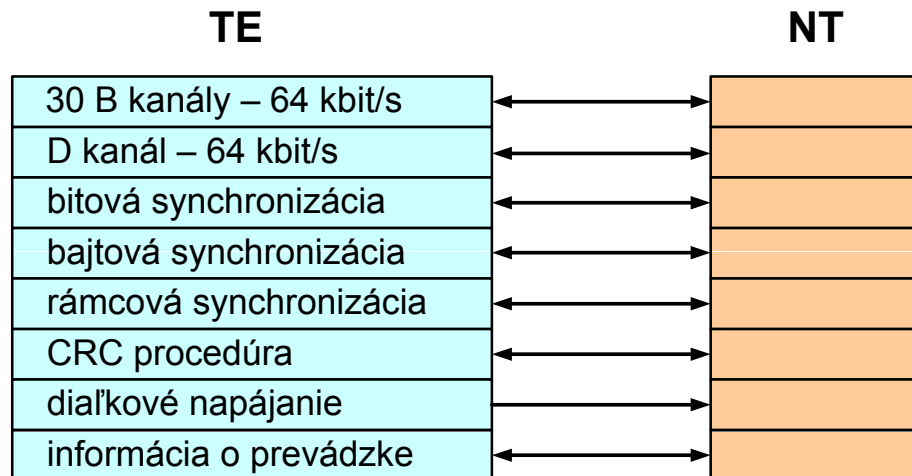 TE NT
30 B kanály – 64 kbit/s
D kanál – 64 kbit/s
bitová synchronizácia
bajtová synchronizácia
rámcová synchronizácia
CRC procedúra
diaľkové napájanie
informácia o prevádzke